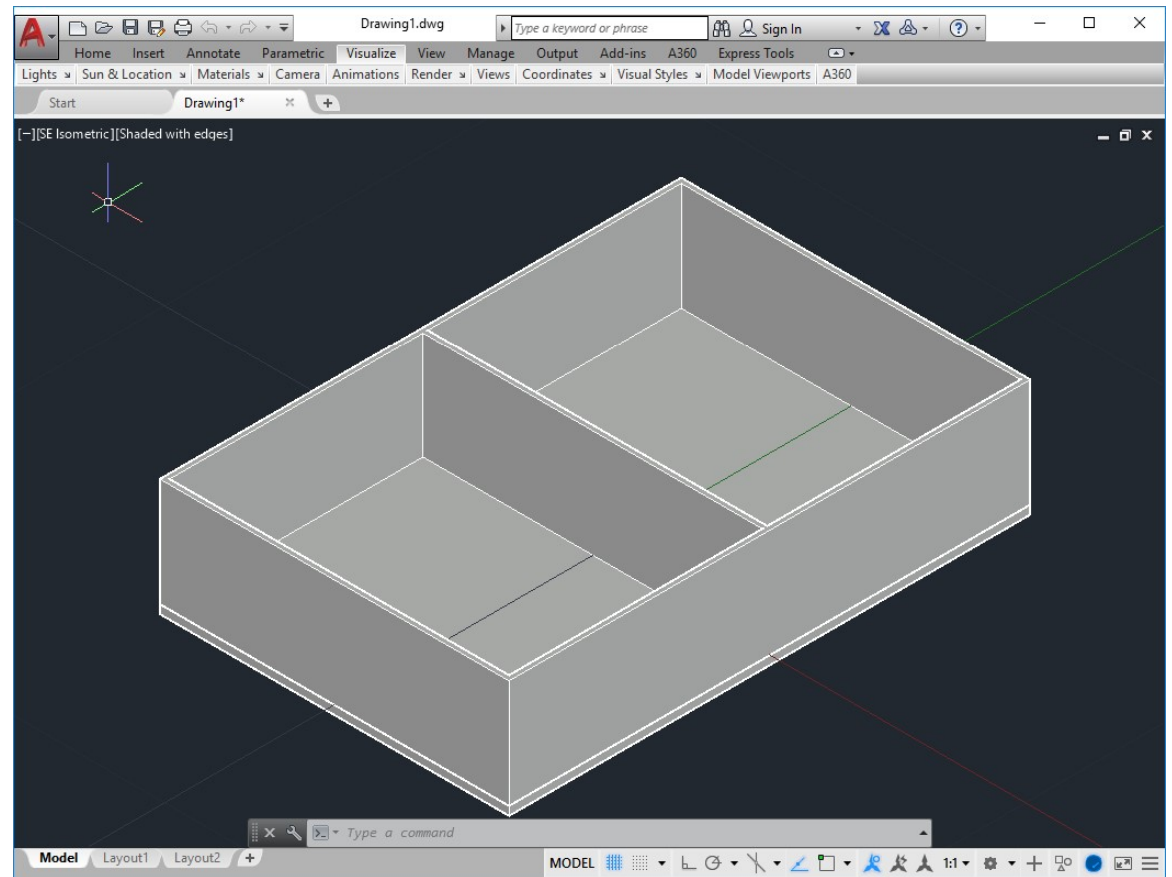 Drawing1.dwg
Type a keyword or phrase
Sign In
Home Insert Annotate Parametric Visualize View Manage Output Add-ins A360 Express Tools
Lights Sun & Location Materials Camera Animations Render Views Coordinates Visual Styles Model Viewports A360
Start Drawing1* +
[−][SE Isometric][Shaded with edges]
Type a command
Model Layout1 Layout2 + MODEL 1:1